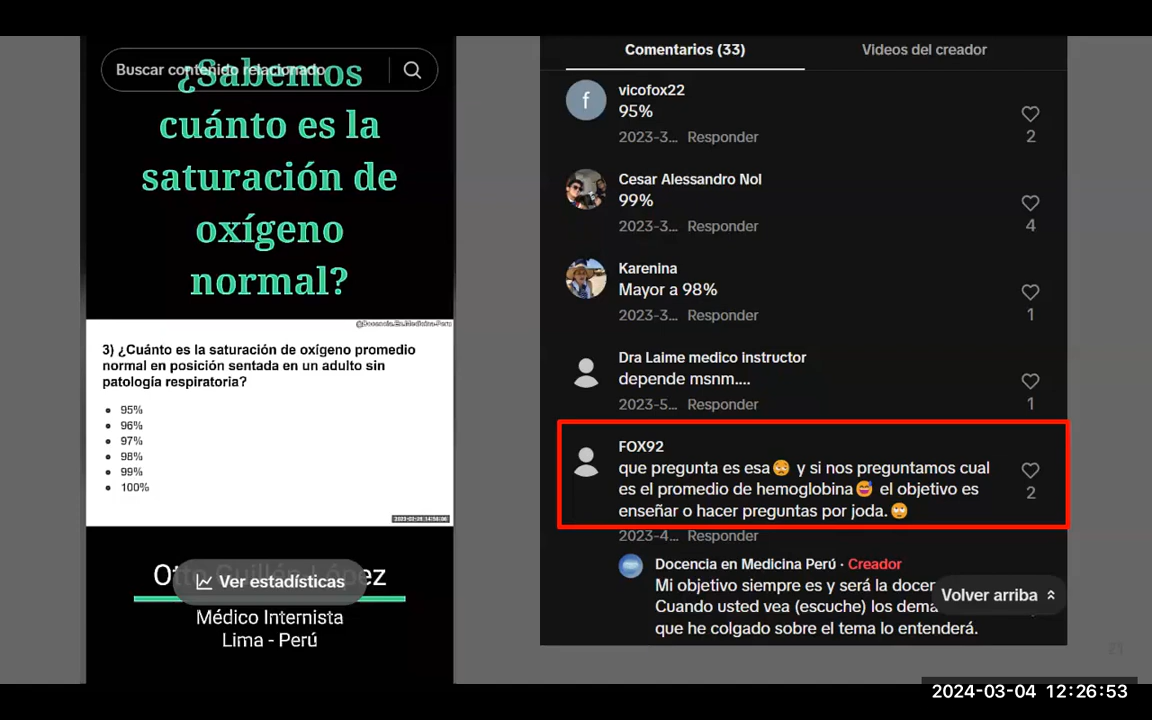 Buscar contenido relacionado
¿Sabemos
cuánto es la
saturación de
oxígeno
normal?
@Docencia.En.Medicina-Perú
3) ¿Cuánto es la saturación de oxígeno promedio
normal en posición sentada en un adulto sin
patología respiratoria?
95%
96%
97%
98%
99%
100%
Ver estadísticas
Médico Internista
Lima - Perú
Comentarios (33)
Videos del creador
f
vicofox22
95%
2023-3... Responder
2
Cesar Alessandro Nol
99%
2023-3... Responder
4
Karenina
Mayor a 98%
2023-3... Responder
1
Dra Laime medico instructor
depende msnm....
2023-5... Responder
1
FOX92
que pregunta es esa🥴 y si nos preguntamos cual
es el promedio de hemoglobina😅 el objetivo es
enseñar o hacer preguntas por joda.🙄
2
2023-4... Responder
Docencia en Medicina Perú · Creador
Mi objetivo siempre es y será la docen
Cuando usted vea (escuche) los dema
que he colgado sobre el tema lo entenderá.
Volver arriba
21
2024-03-04 12:26:53